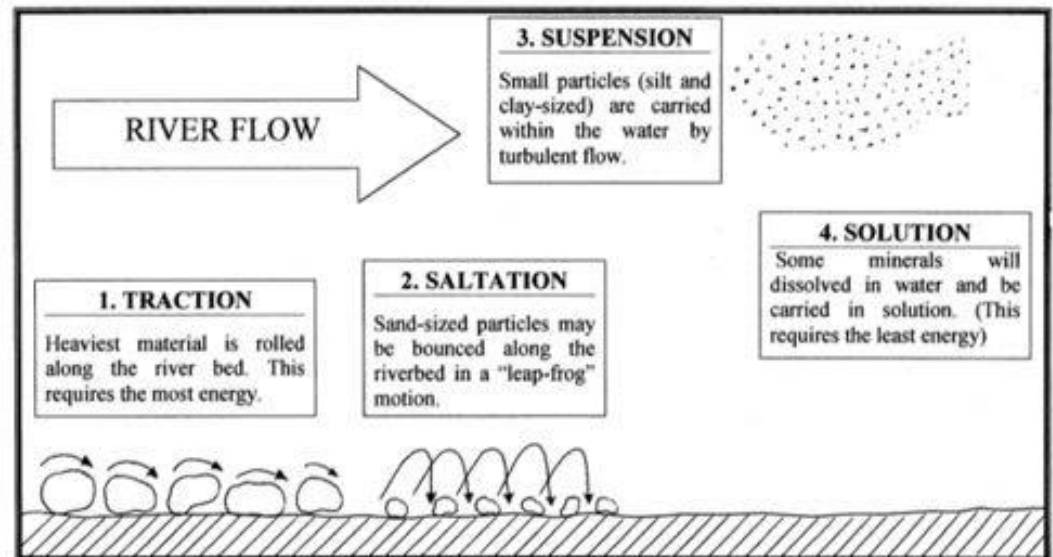 RIVER FLOW
3. SUSPENSION
Small particles (silt and
clay-sized) are carried
within the water by
turbulent flow.
4. SOLUTION
Some minerals will
dissolved in water and be
carried in solution. (This
requires the least energy)
1. TRACTION
Heaviest material is rolled
along the river bed. This
requires the most energy.
2. SALTATION
Sand-sized particles may
be bounced along the
riverbed in a "leap-frog"
motion.